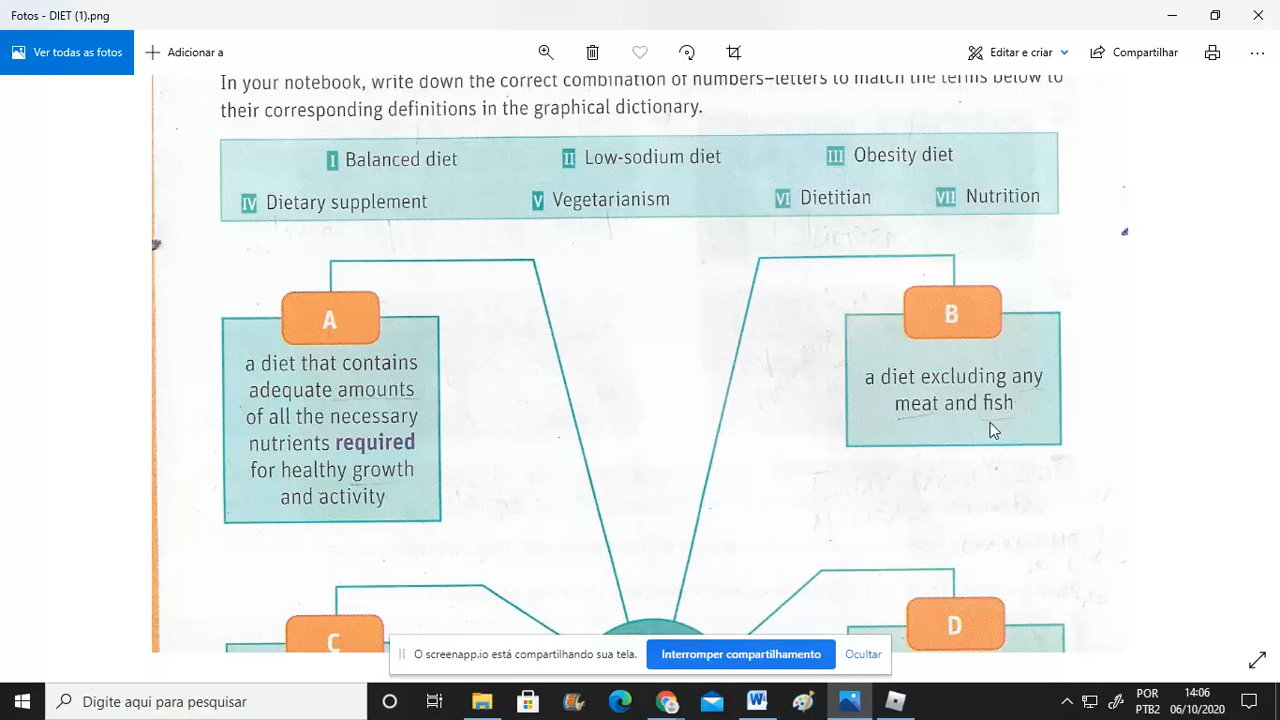 Fotos - DIET (1).png
Ver todas as fotos
Adicionar a
Editar e criar
Compartilhar
In your notebook, write down the correct combination of numbers–letters to match the terms below to
their corresponding definitions in the graphical dictionary.
I Balanced diet
II Low-sodium diet
III Obesity diet
IV Dietary supplement
V Vegetarianism
VI Dietitian
VII Nutrition
A
a diet that contains
adequate amounts
of all the necessary
nutrients required
for healthy growth
and activity
B
a diet excluding any
meat and fish
C
D
O screenapp.io está compartilhando sua tela.
Interromper compartilhamento
Ocultar
Digite aqui para pesquisar
POR
PTB2
14:06
06/10/2020